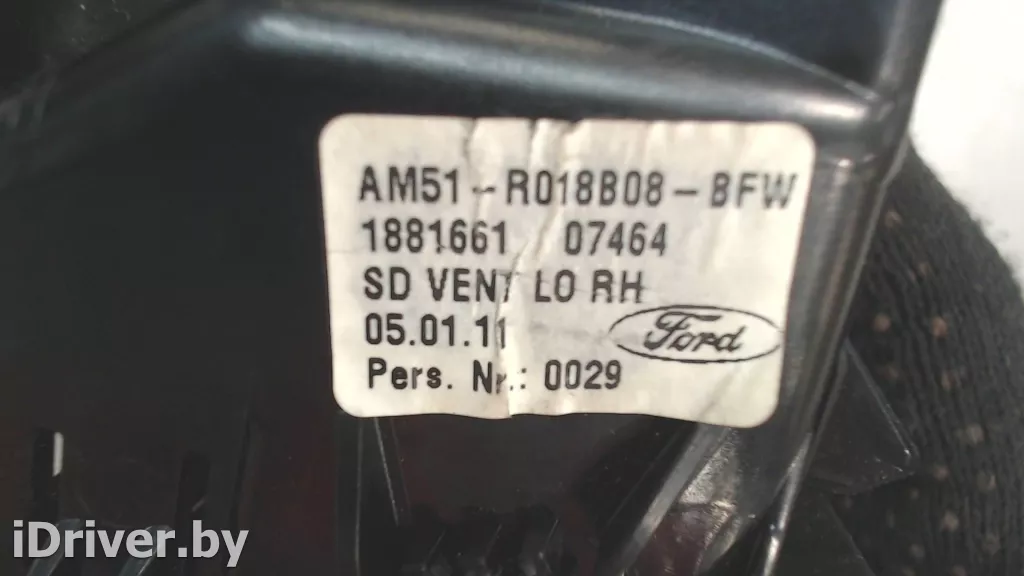 AM51-R018B08-BFW
1881661 07464
SD VENT LO RH
05.01.11
Ford
Pers. Nr.: 0029
iDriver.by